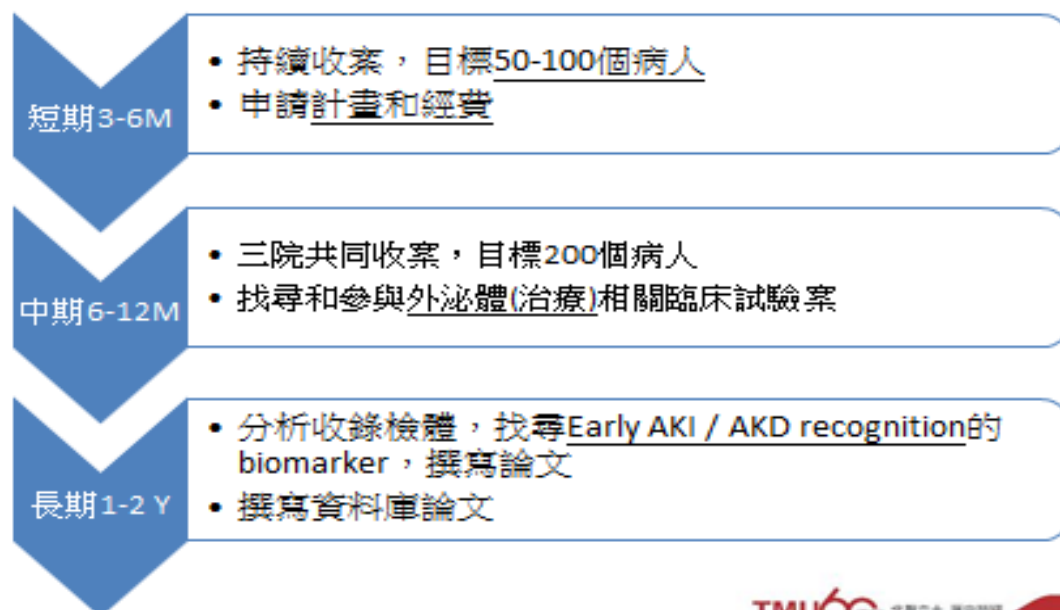 短期3-6M
• 持續收案，目標50-100個病人
• 申請計畫和經費
中期6-12M
• 三院共同收案，目標200個病人
• 找尋和參與外泌體(治療)相關臨床試驗案
長期1-2 Y
• 分析收錄檢體，找尋Early AKI / AKD recognition的
biomarker，撰寫論文
• 撰寫資料庫論文